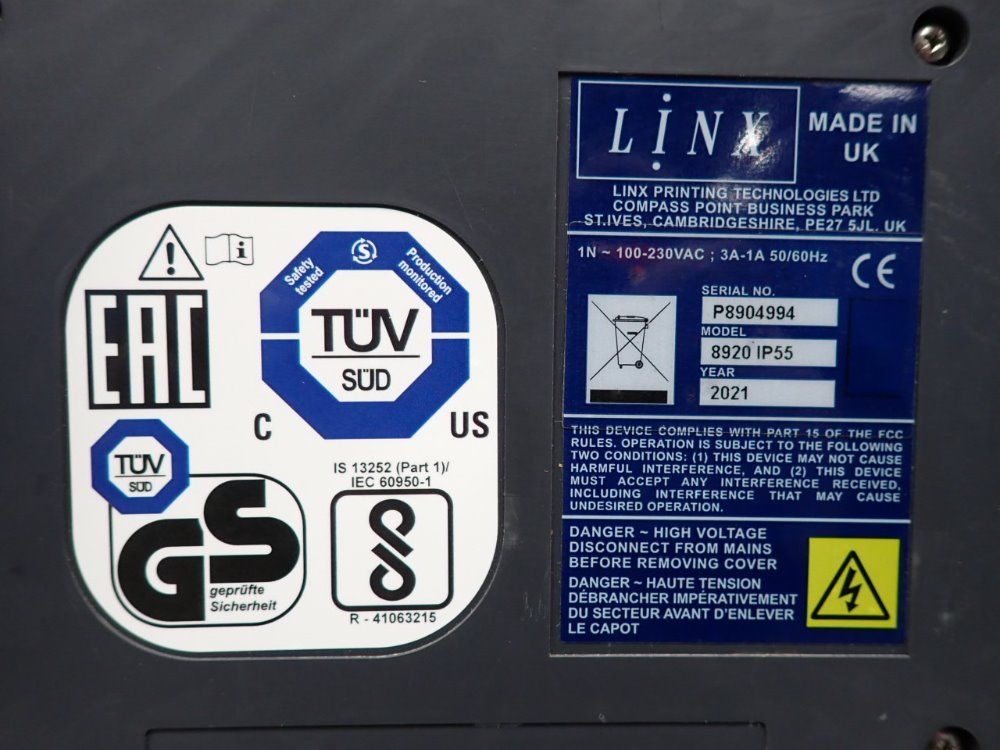 EAC
Safety
tested
Production
monitored
TÜV
SÜD
C
US
TÜV
SÜD
GS
geprüfte
Sicherheit
IS 13252 (Part 1)/
IEC 60950-1
R - 41063215
LINX
MADE IN
UK
LINX PRINTING TECHNOLOGIES LTD
COMPASS POINT BUSINESS PARK
ST.IVES, CAMBRIDGESHIRE, PE27 5JL. UK
1N ~ 100-230VAC ; 3A-1A 50/60Hz
CE
SERIAL NO.
P8904994
MODEL
8920 IP55
YEAR
2021
THIS DEVICE COMPLIES WITH PART 15 OF THE FCC
RULES. OPERATION IS SUBJECT TO THE FOLLOWING
TWO CONDITIONS: (1) THIS DEVICE MAY NOT CAUSE
HARMFUL INTERFERENCE, AND (2) THIS DEVICE
MUST ACCEPT ANY INTERFERENCE RECEIVED,
INCLUDING INTERFERENCE THAT MAY CAUSE
UNDESIRED OPERATION.
DANGER ~ HIGH VOLTAGE
DISCONNECT FROM MAINS
BEFORE REMOVING COVER
DANGER ~ HAUTE TENSION
DÉBRANCHER IMPÉRATIVEMENT
DU SECTEUR AVANT D'ENLEVER
LE CAPOT